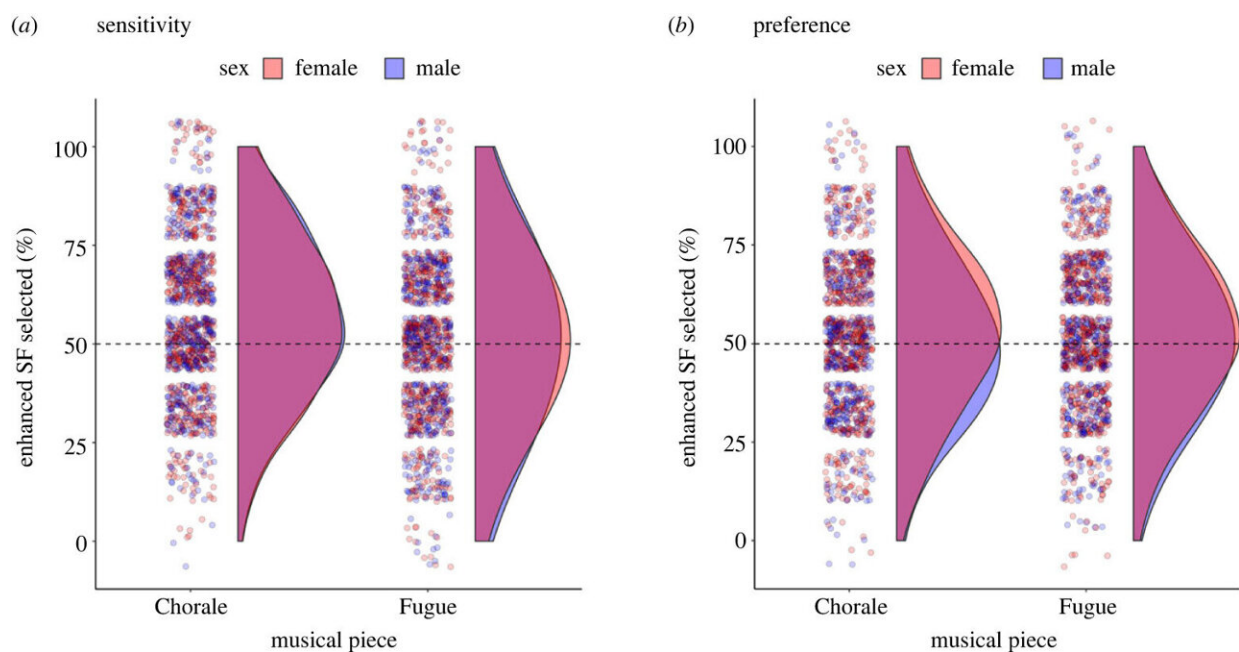 (a) sensitivity
sex female male
enhanced SF selected (%)
100
75
50
25
0
Chorale Fugue
musical piece
(b) preference
sex female male
enhanced SF selected (%)
100
75
50
25
0
Chorale Fugue
musical piece